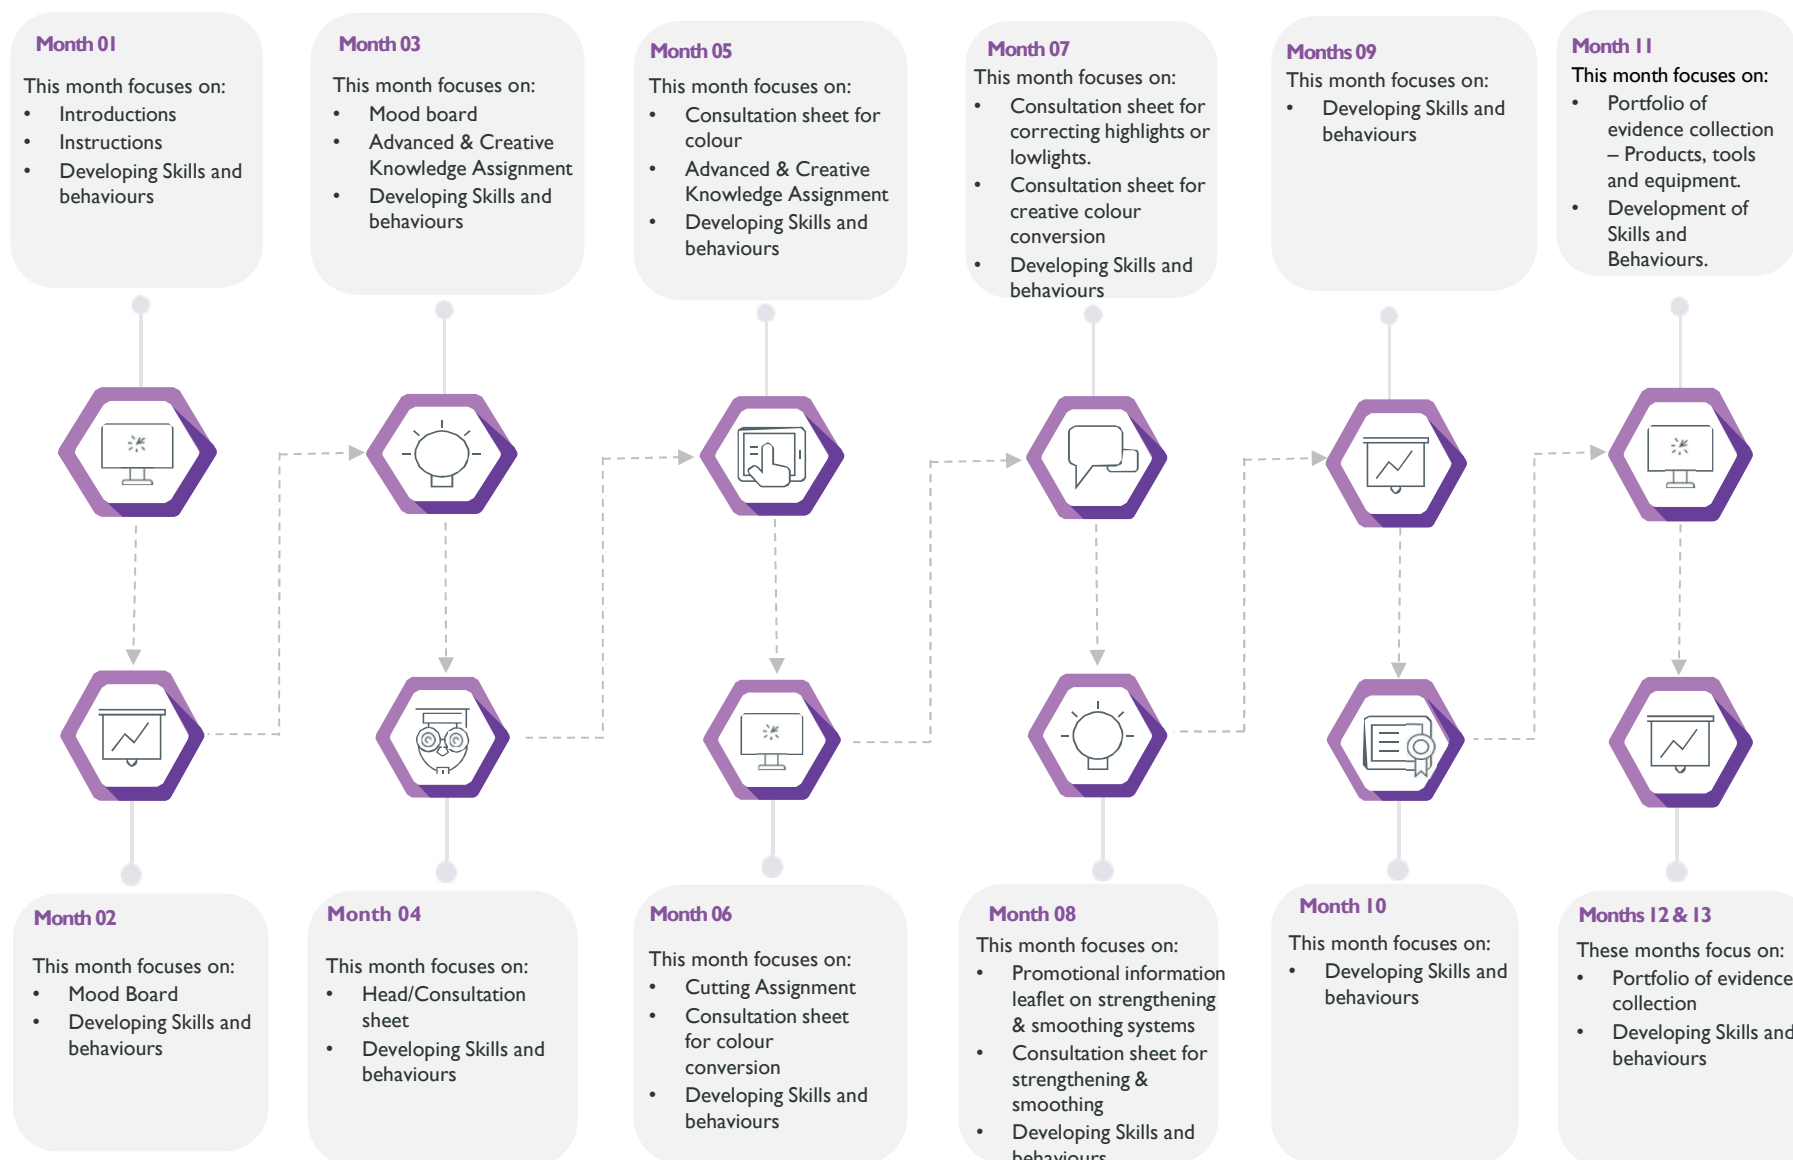 Month 01
This month focuses on:
• Introductions
• Instructions
• Developing Skills and
behaviours
Month 03
This month focuses on:
• Mood board
• Advanced & Creative
Knowledge Assignment
• Developing Skills and
behaviours
Month 05
This month focuses on:
• Consultation sheet for
colour
• Advanced & Creative
Knowledge Assignment
• Developing Skills and
behaviours
Month 07
This month focuses on:
• Consultation sheet for
correcting highlights or
lowlights.
• Consultation sheet for
creative colour
conversion
• Developing Skills and
behaviours
Months 09
This month focuses on:
• Developing Skills and
behaviours
Month 11
This month focuses on:
• Portfolio of
evidence collection
– Products, tools
and equipment.
• Development of
Skills and
Behaviours.
Month 02
This month focuses on:
• Mood Board
• Developing Skills and
behaviours
Month 04
This month focuses on:
• Head/Consultation
sheet
• Developing Skills and
behaviours
Month 06
This month focuses on:
• Cutting Assignment
• Consultation sheet
for colour
conversion
• Developing Skills and
behaviours
Month 08
This month focuses on:
• Promotional information
leaflet on strengthening
& smoothing systems
• Consultation sheet for
strengthening &
smoothing
• Developing Skills and
behaviours
Month 10
This month focuses on:
• Developing Skills and
behaviours
Months 12 & 13
These months focus on:
• Portfolio of evidence
collection
• Developing Skills and
behaviours